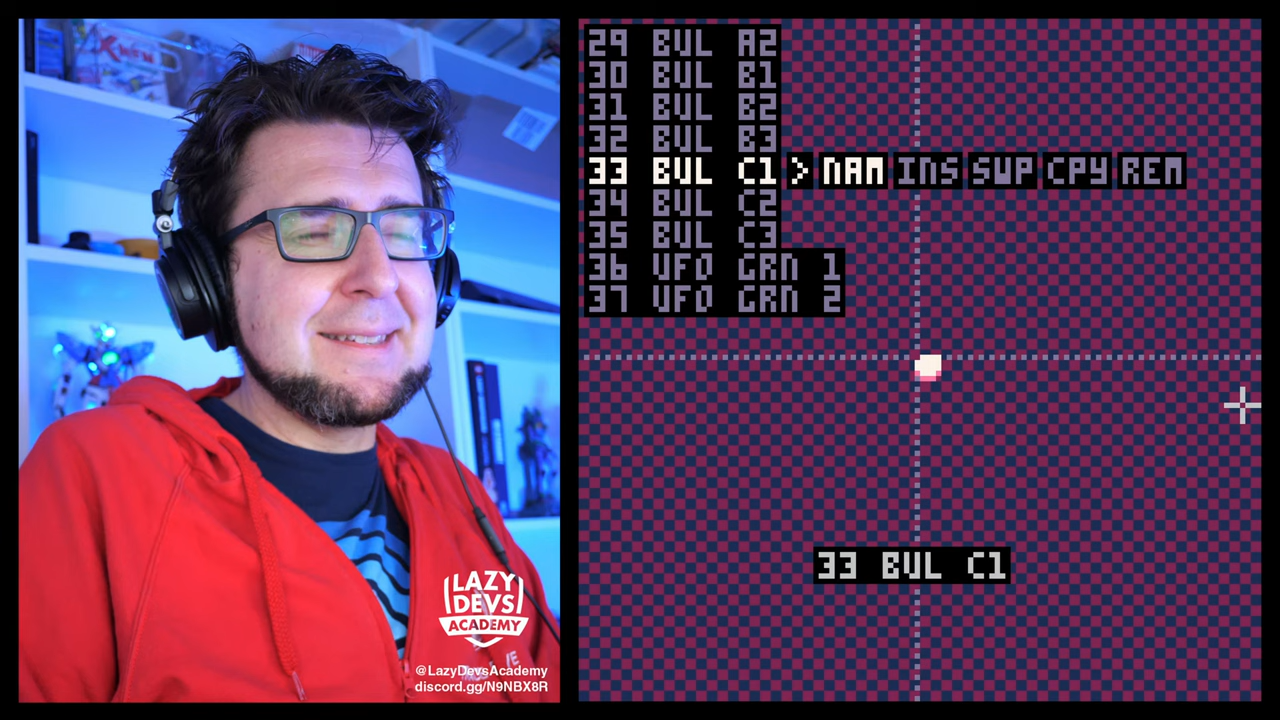 29 BUL A2
30 BUL B1
31 BUL B2
32 BUL B3
33 BUL C1 > NAM INS SUP CPY REM
34 BUL C2
35 BUL C3
36 UFO GRN 1
37 UFO GRN 2
33 BUL C1
LAZY
DEVS
ACADEMY
@LazyDevsAcademy
discord.gg/N9NBX8R